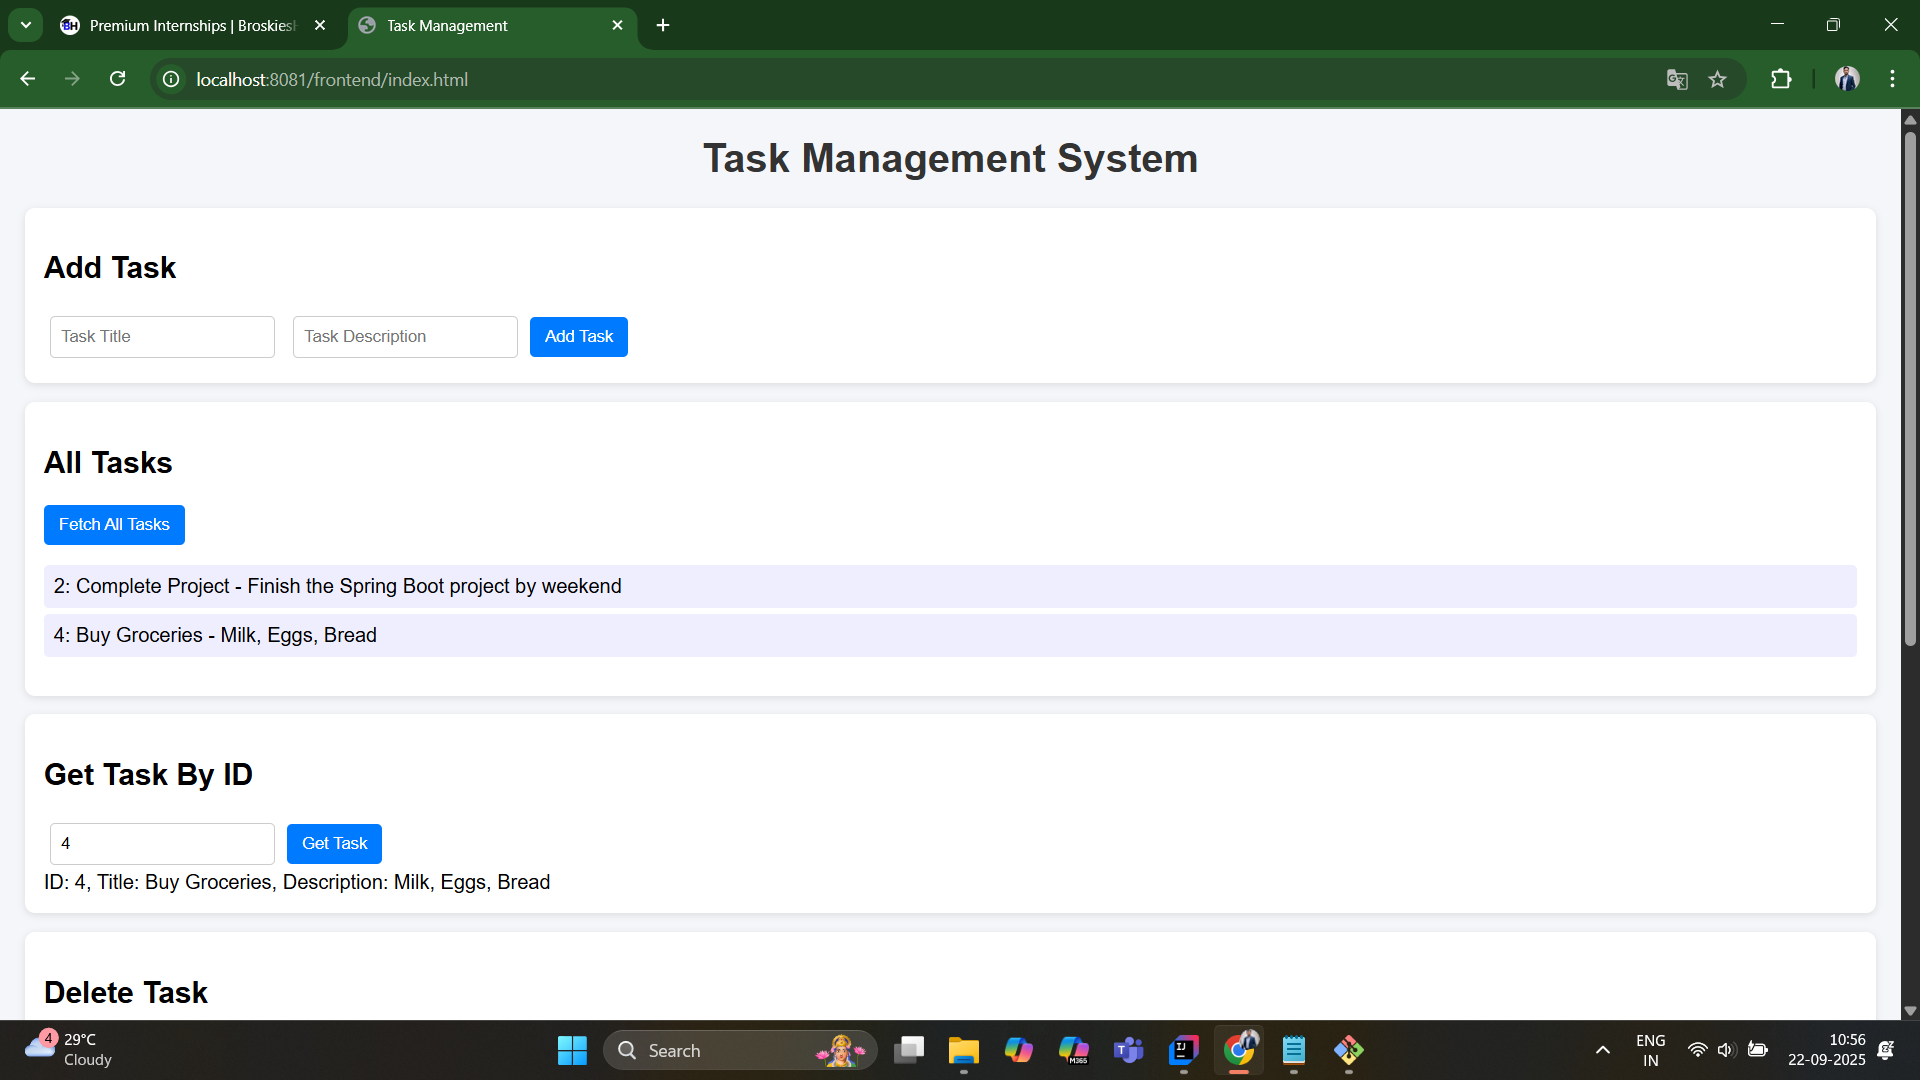 Premium Internships | Broskiesh
Task Management
localhost:8081/frontend/index.html
Task Management System
Add Task
Task Title
Task Description
Add Task
All Tasks
Fetch All Tasks
2: Complete Project - Finish the Spring Boot project by weekend
4: Buy Groceries - Milk, Eggs, Bread
Get Task By ID
4
Get Task
ID: 4, Title: Buy Groceries, Description: Milk, Eggs, Bread
Delete Task
4
29°C
Cloudy
Search
M365
ENG
IN
10:56
22-09-2025